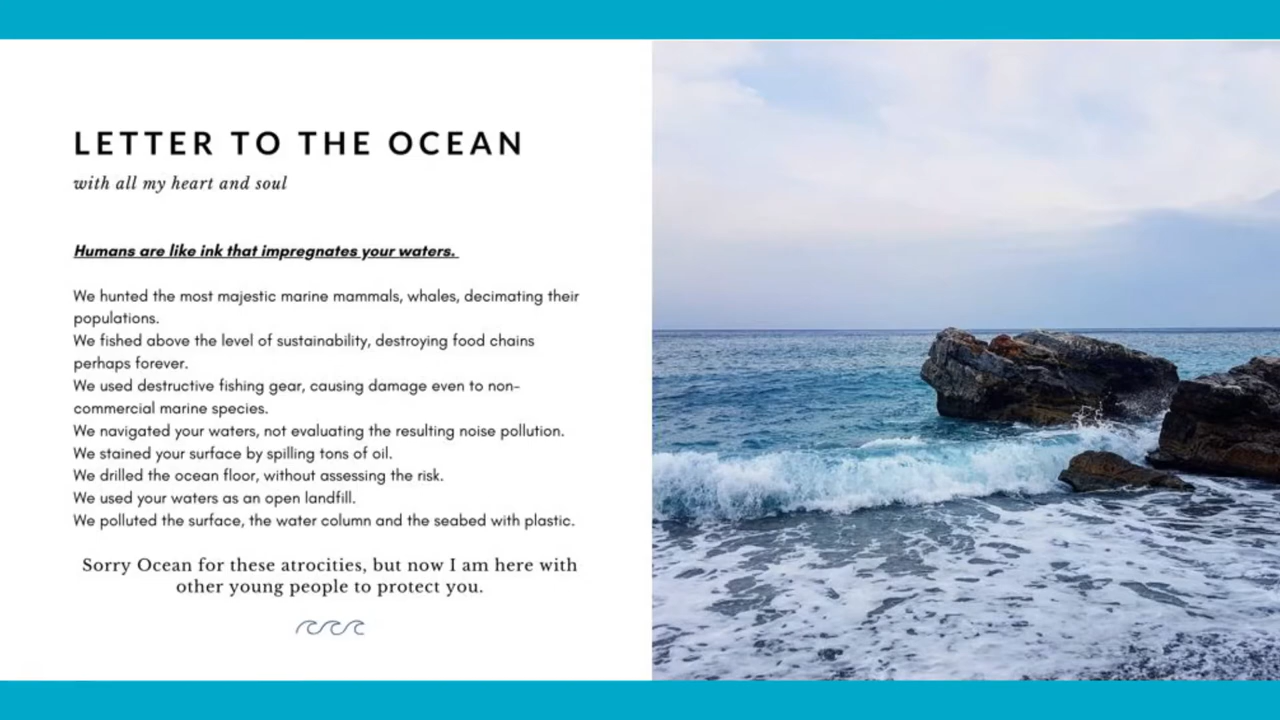 LETTER TO THE OCEAN
with all my heart and soul
Humans are like ink that impregnates your waters.
We hunted the most majestic marine mammals, whales, decimating their
populations.
We fished above the level of sustainability, destroying food chains
perhaps forever.
We used destructive fishing gear, causing damage even to non-
commercial marine species.
We navigated your waters, not evaluating the resulting noise pollution.
We stained your surface by spilling tons of oil.
We drilled the ocean floor, without assessing the risk.
We used your waters as an open landfill.
We polluted the surface, the water column and the seabed with plastic.
Sorry Ocean for these atrocities, but now I am here with
other young people to protect you.